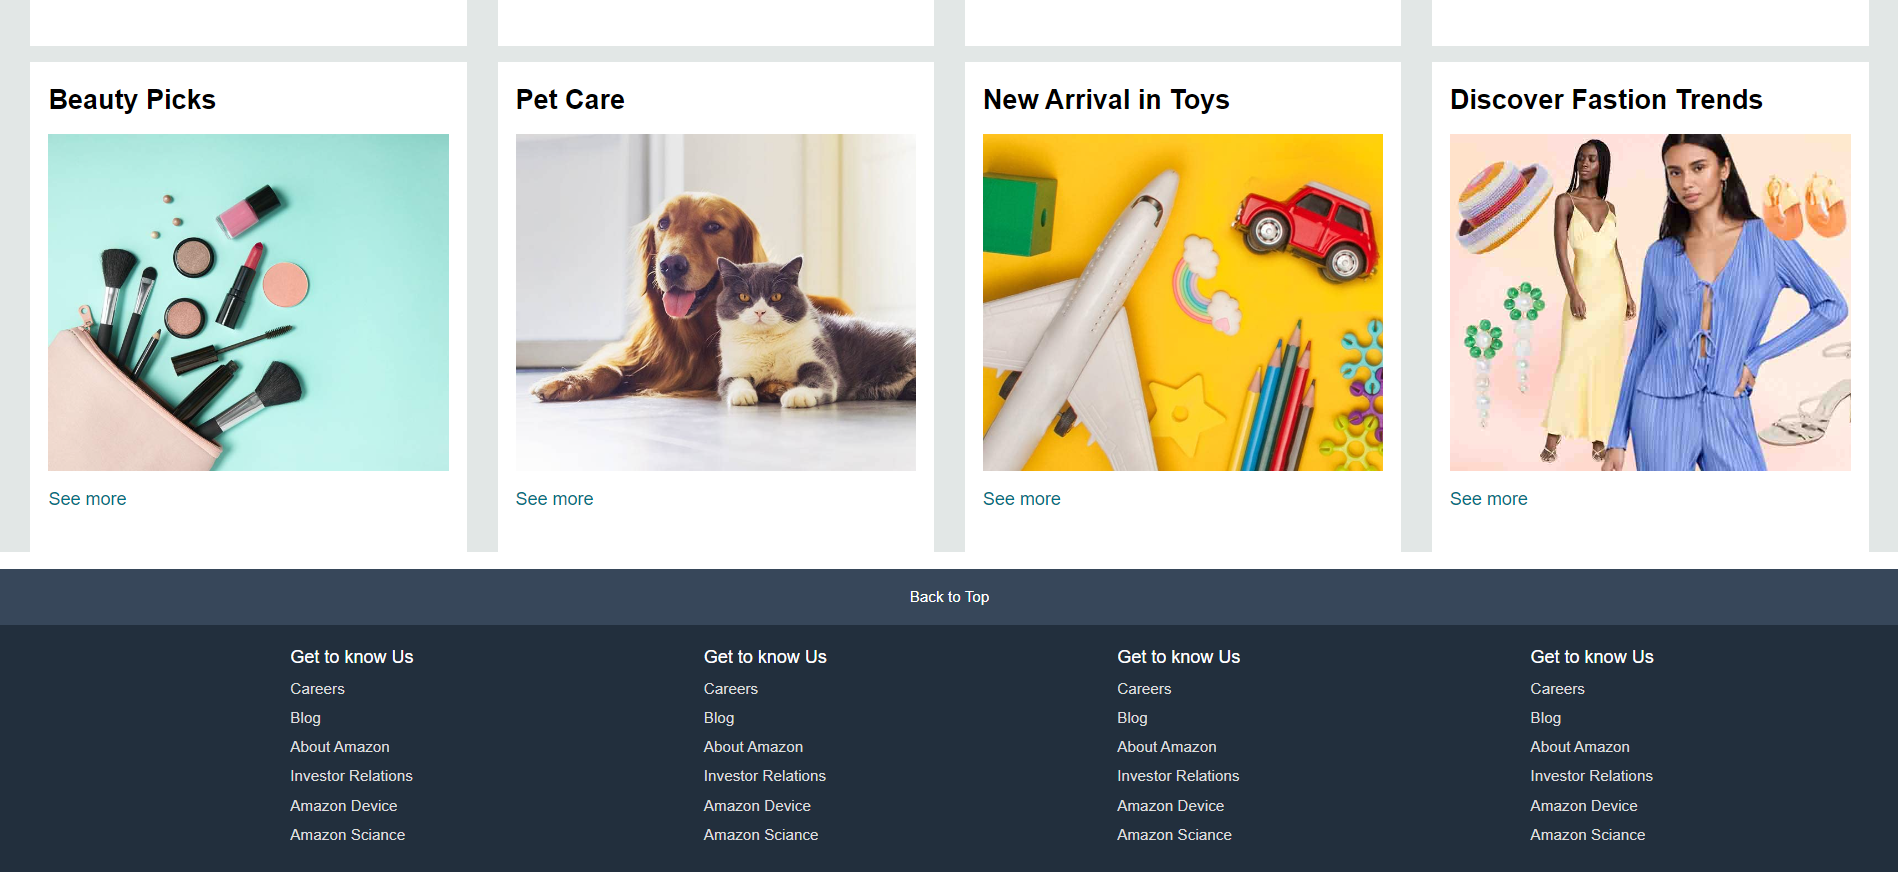 Beauty Picks
Pet Care
New Arrival in Toys
Discover Fastion Trends
See more
See more
See more
See more
Back to Top
Get to know Us
Careers
Blog
About Amazon
Investor Relations
Amazon Device
Amazon Sciance
Get to know Us
Careers
Blog
About Amazon
Investor Relations
Amazon Device
Amazon Sciance
Get to know Us
Careers
Blog
About Amazon
Investor Relations
Amazon Device
Amazon Sciance
Get to know Us
Careers
Blog
About Amazon
Investor Relations
Amazon Device
Amazon Sciance